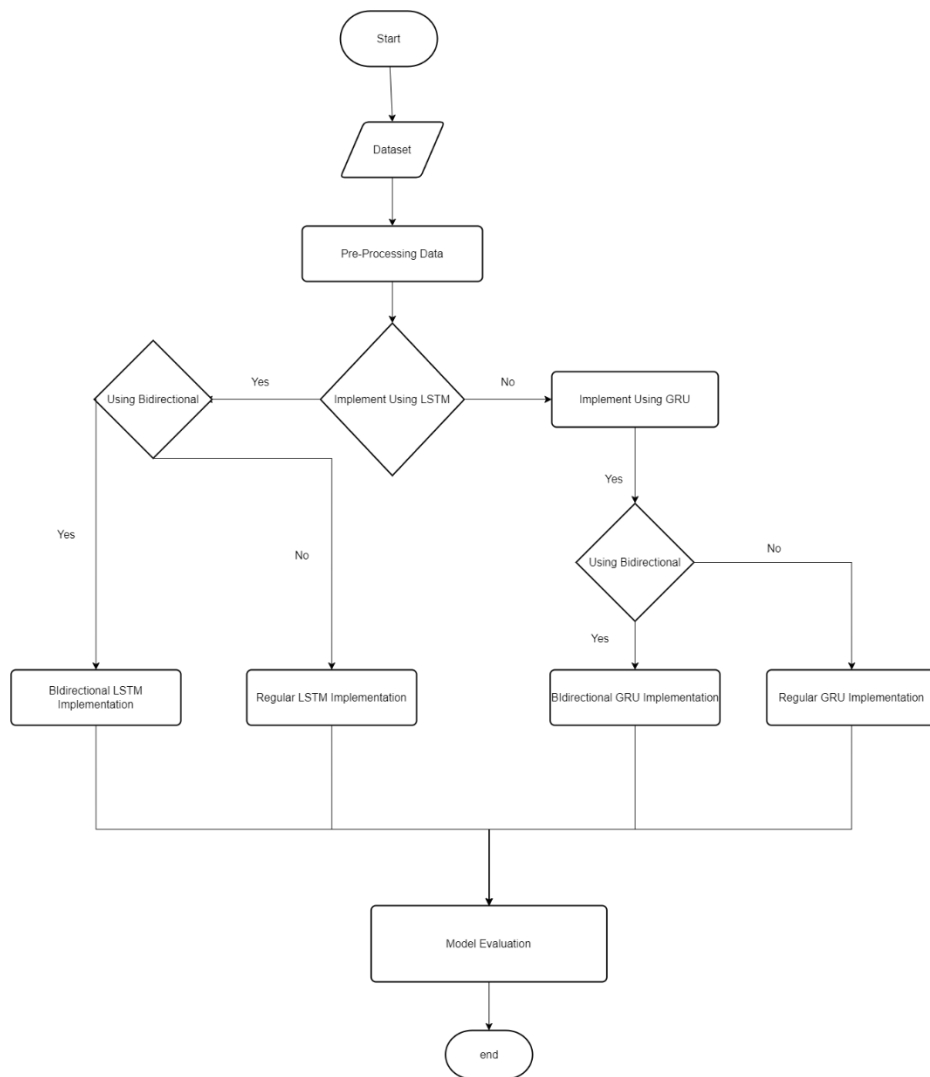 Start
Dataset
Pre-Processing Data
Using Bidirectional
Yes
Implement Using LSTM
No
Implement Using GRU
Yes
Yes
No
Using Bidirectional
No
Yes
BIdirectional LSTM
Implementation
Regular LSTM Implementation
BIdirectional GRU Implementation
Regular GRU Implementation
Model Evaluation
end